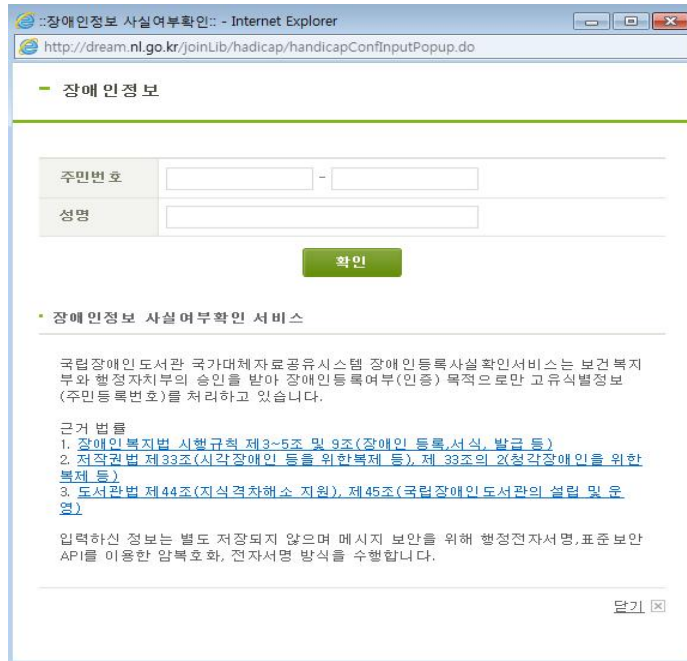 ::장애인정보 사실여부확인:: - Internet Explorer
http://dream.nl.go.kr/joinLib/hadicap/handicapConfInputPopup.do
장애인정보
주민번호 -
성명
확인
장애인정보 사실여부확인 서비스
국립장애인도서관 국가대체자료공유시스템 장애인등록사실확인서비스는 보건복지
부와 행정자치부의 승인을 받아 장애인등록여부(인증) 목적으로만 고유식별정보
(주민등록번호)를 처리하고 있습니다.
근거 법률
1. 장애인복지법 시행규칙 제3~5조 및 9조(장애인 등록,서식, 발급 등)
2. 저작권법 제33조(시각장애인 등을 위한복제 등), 제 33조의 2(청각장애인을 위한
복제 등)
3. 도서관법 제44조(지식격차해소 지원), 제45조(국립장애인도서관의 설립 및 운
영)
입력하신 정보는 별도 저장되지 않으며 메시지 보안을 위해 행정전자서명,표준보안
API를 이용한 암복호화, 전자서명 방식을 수행합니다.
닫기